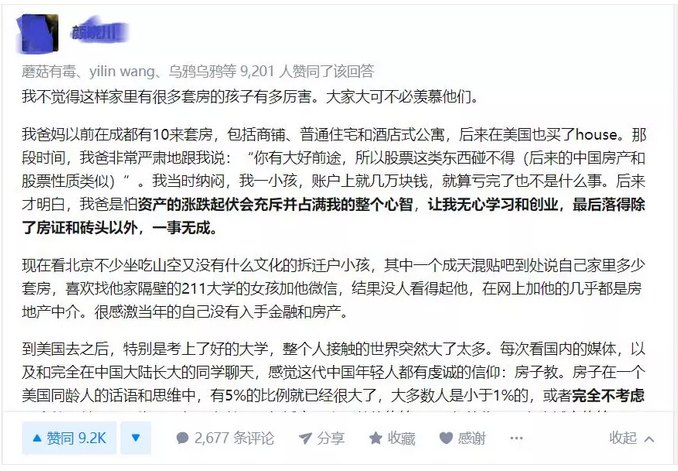 蘑菇有毒、yilin wang、乌鸦乌鸦等 9,201 人赞同了该回答
我不觉得这样家里有很多套房的孩子有多厉害。大家大可不必羡慕他们。
我爸妈以前在成都有10来套房，包括商铺、普通住宅和酒店式公寓，后来在美国也买了house。那
段时间，我爸非常严肃地跟我说：“你有大好前途，所以股票这类东西碰不得（后来的中国房产和
股票性质类似）”。我当时纳闷，我一小孩，账户上就几万块钱，就算亏完了也不是什么事。后来
才明白，我爸是怕资产的涨跌起伏会充斥并占满我的整个心智，让我无心学习和创业，最后落得除
了房证和砖头以外，一事无成。
现在看北京不少坐吃山空又没有什么文化的拆迁户小孩，其中一个成天混贴吧到处说自己家里多少
套房，喜欢找他家隔壁的211大学的女孩加他微信，结果没人看得起他，在网上加他的几乎都是房
地产中介。很感激当年的自己没有入手金融和房产。
到美国去之后，特别是考上了好的大学，整个人接触的世界突然大了太多。每次看国内的媒体，以
及和完全在中国大陆长大的同学聊天，感觉这代中国年轻人都有虔诚的信仰：房子教。房子在一个
美国同龄人的话语和思维中，有5%的比例就已经很大了，大多数人是小于1%的，或者完全不考虑
赞同 9.2K
2,677 条评论
分享
收藏
感谢
收起